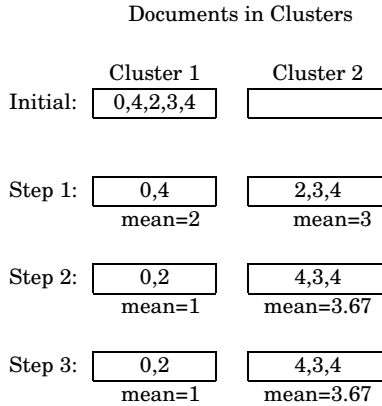 Documents in Clusters
Cluster 1 Cluster 2
Initial: 0,4,2,3,4
Step 1: 0,4 2,3,4
mean=2 mean=3
Step 2: 0,2 4,3,4
mean=1 mean=3.67
Step 3: 0,2 4,3,4
mean=1 mean=3.67